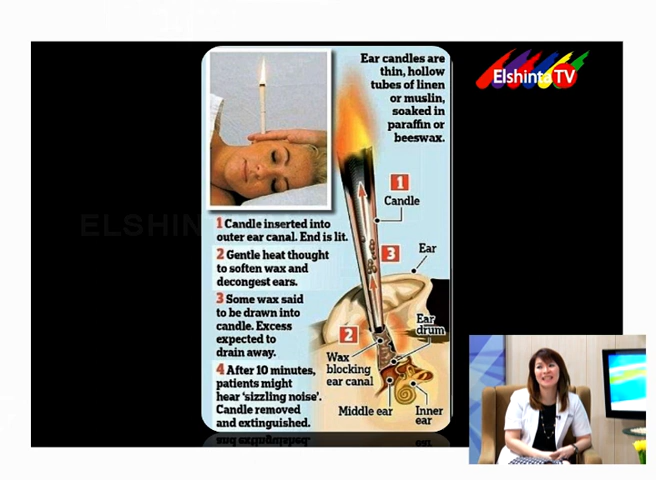 Elshinta TV
Ear candles are
thin, hollow
tubes of linen
or muslin,
soaked in
paraffin or
beeswax.
1
Candle
3
Ear
Ear
drum
2
Wax
blocking
ear canal
Middle ear
Inner
ear
1 Candle inserted into
outer ear canal. End is lit.
2 Gentle heat thought
to soften wax and
decongest ears.
3 Some wax said
to be drawn into
candle. Excess
expected to
drain away.
4 After 10 minutes,
patients might
hear ‘sizzling noise’.
Candle removed
and extinguished.
ELSHIN